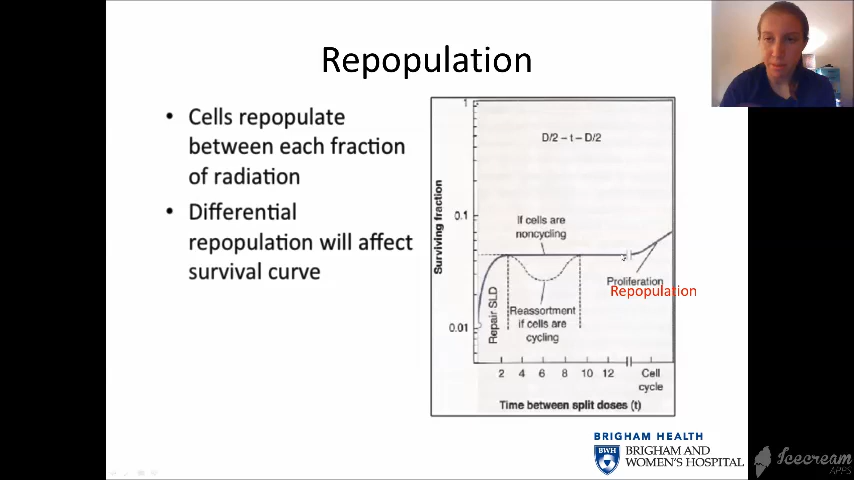 Repopulation
• Cells repopulate
between each fraction
of radiation
• Differential
repopulation will affect
survival curve
1
D/2 – t – D/2
Surviving fraction
0.1
If cells are
noncycling
Proliferation
Repopulation
Repair SLD
Reassortment
if cells are
cycling
0.01
2 4 6 8 10 12 Cell
cycle
Time between split doses (t)
BRIGHAM HEALTH
BWH
BRIGHAM AND
WOMEN'S HOSPITAL
Icecream
APPS